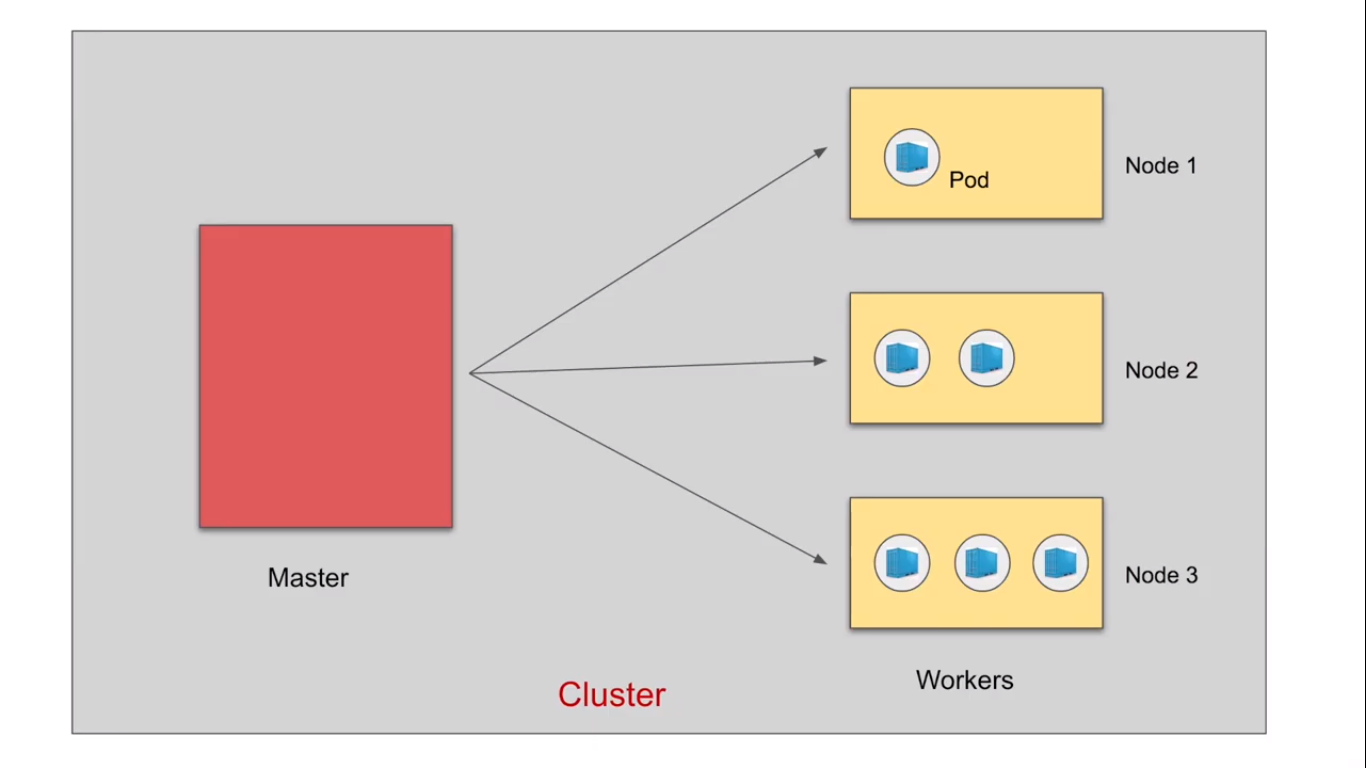 Pod
Node 1
Node 2
Node 3
Master
Workers
Cluster